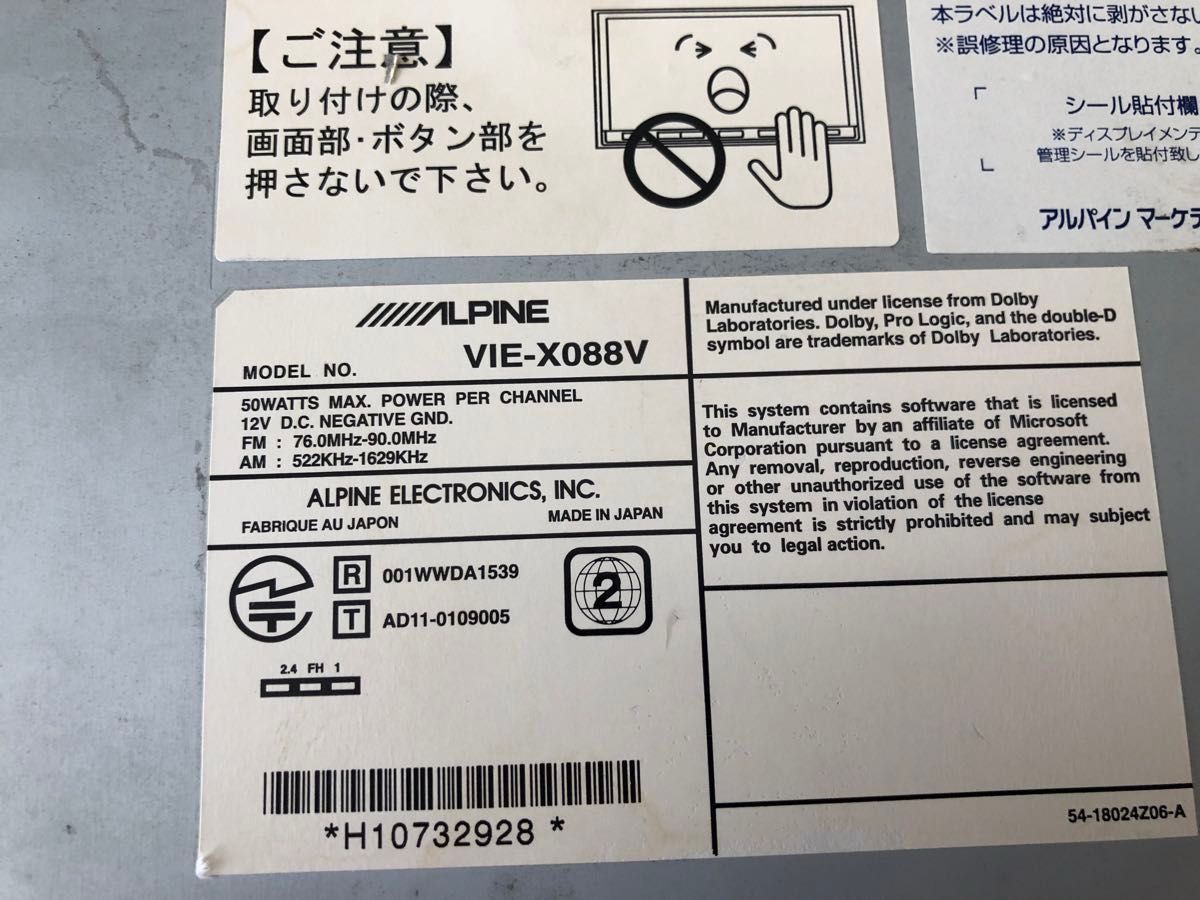 【ご注意】
取り付けの際、
画面部・ボタン部を
押さないで下さい。
本ラベルは絶対に剥がさない
※誤修理の原因となります。
シール貼付欄
※ディスプレイメンテ
管理シールを貼付致し
アルパイン マーケテ
ALPINE
MODEL NO. VIE-X088V
50WATTS MAX. POWER PER CHANNEL
12V D.C. NEGATIVE GND.
FM : 76.0MHz-90.0MHz
AM : 522KHz-1629KHz
ALPINE ELECTRONICS, INC.
FABRIQUE AU JAPON MADE IN JAPAN
R 001WWDA1539
T AD11-0109005
2
2.4 FH 1
*H10732928*
Manufactured under license from Dolby
Laboratories. Dolby, Pro Logic, and the double-D
symbol are trademarks of Dolby Laboratories.
This system contains software that is licensed
to Manufacturer by an affiliate of Microsoft
Corporation pursuant to a license agreement.
Any removal, reproduction, reverse engineering
or other unauthorized use of the software from
this system in violation of the license
agreement is strictly prohibited and may subject
you to legal action.
54-18024Z06-A